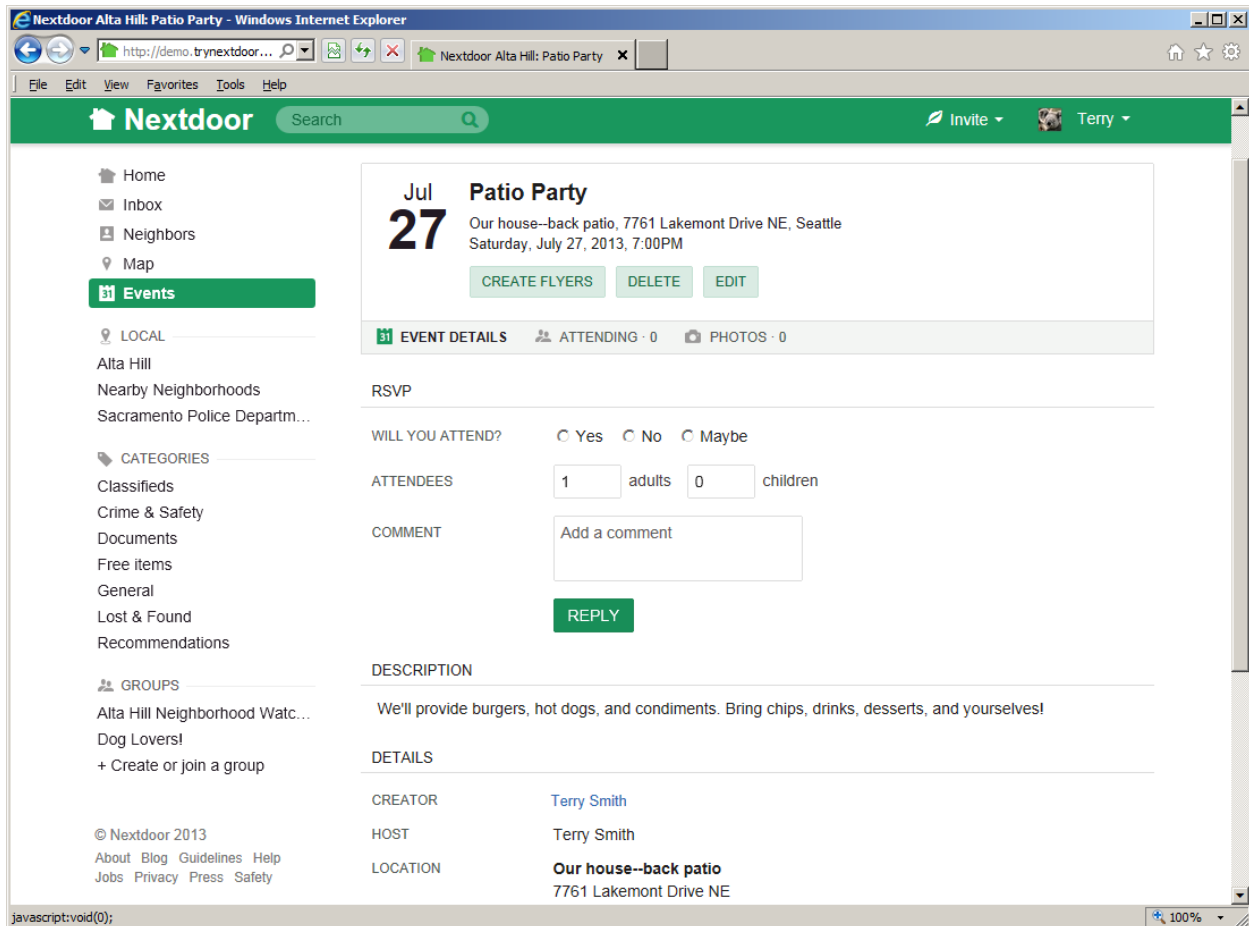 Nextdoor Alta Hill: Patio Party - Windows Internet Explorer
http://demo.trynextdoor... Nextdoor Alta Hill: Patio Party
File Edit View Favorites Tools Help
Nextdoor Search Invite Terry
Home
Inbox
Neighbors
Map
31 Events
LOCAL
Alta Hill
Nearby Neighborhoods
Sacramento Police Departm...
CATEGORIES
Classifieds
Crime & Safety
Documents
Free items
General
Lost & Found
Recommendations
GROUPS
Alta Hill Neighborhood Watc...
Dog Lovers!
+ Create or join a group
© Nextdoor 2013
About Blog Guidelines Help
Jobs Privacy Press Safety
Jul
27
Patio Party
Our house--back patio, 7761 Lakemont Drive NE, Seattle
Saturday, July 27, 2013, 7:00PM
CREATE FLYERS DELETE EDIT
31 EVENT DETAILS ATTENDING · 0 PHOTOS · 0
RSVP
WILL YOU ATTEND? Yes No Maybe
ATTENDEES 1 adults 0 children
COMMENT Add a comment
REPLY
DESCRIPTION
We'll provide burgers, hot dogs, and condiments. Bring chips, drinks, desserts, and yourselves!
DETAILS
CREATOR Terry Smith
HOST Terry Smith
LOCATION Our house--back patio
7761 Lakemont Drive NE
javascript:void(0); 100%